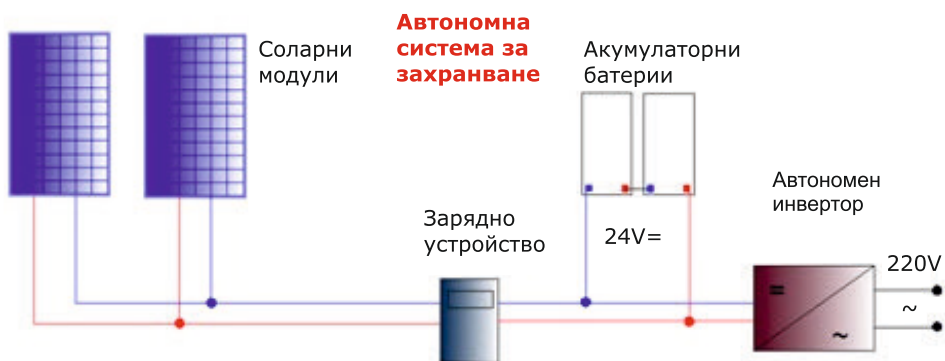 Автономна
система за
захранване
Соларни
модули
Акумулаторни
батерии
Зарядно
устройство
24V=
Автономен
инвертор
220V
~
=
~